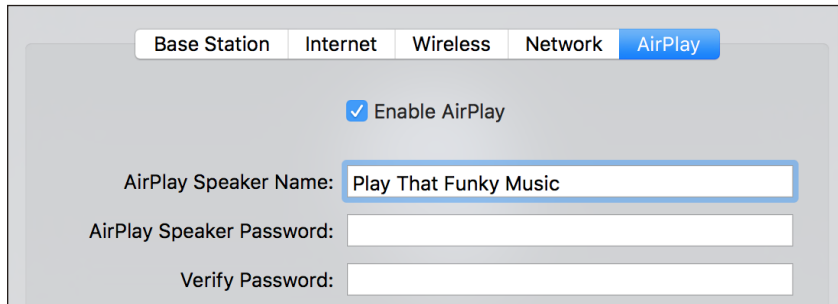 Base Station Internet Wireless Network AirPlay
Enable AirPlay
AirPlay Speaker Name: Play That Funky Music
AirPlay Speaker Password:
Verify Password: